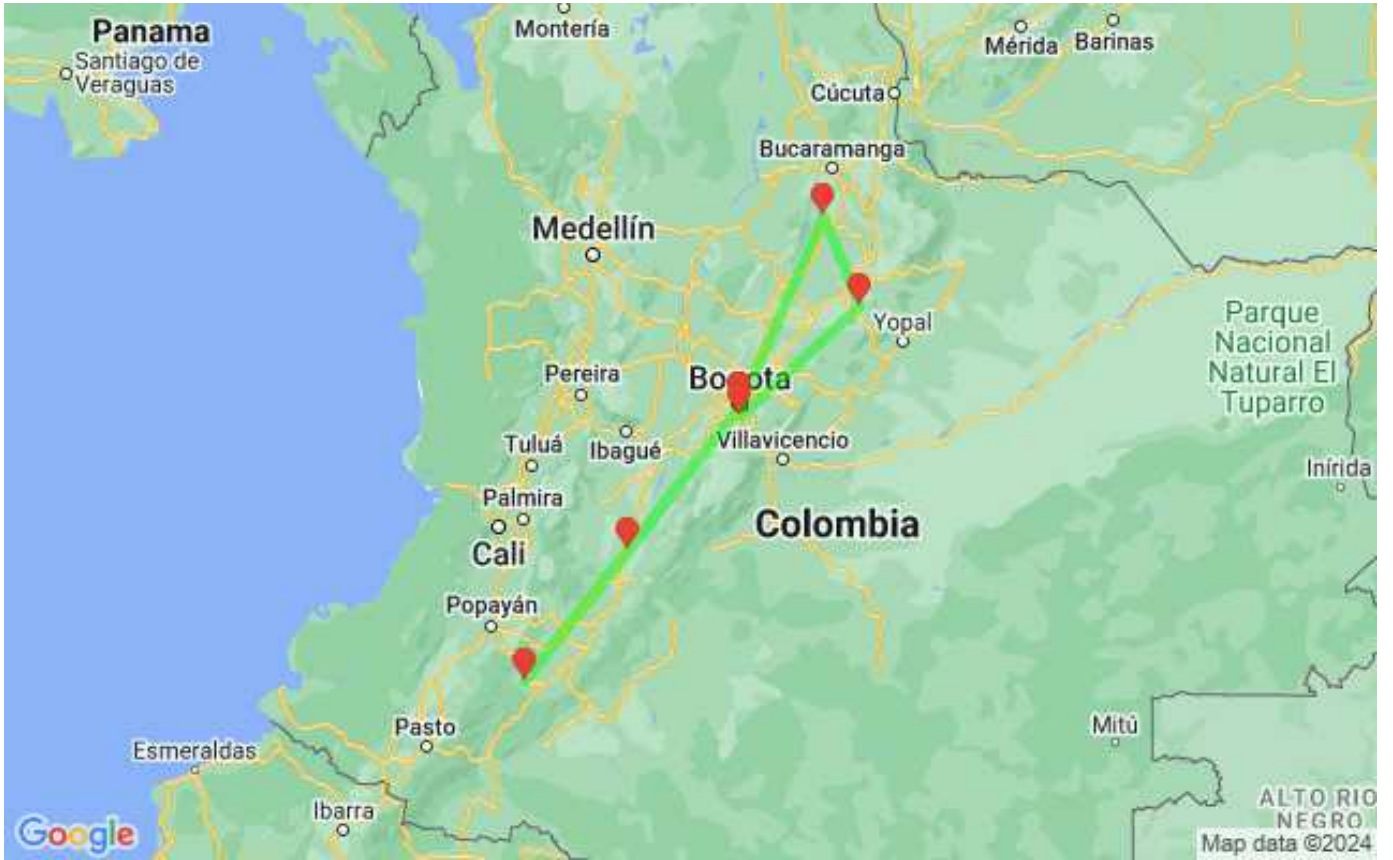 Panama
Santiago de
Veraguas
Montería
Mérida
Barinas
Cúcuta
Bucaramanga
Medellín
Yopal
Parque
Nacional
Natural El
Tuparro
Pereira
Bogota
Ibagué
Villavicencio
Tuluá
Inírida
Palmira
Cali
Colombia
Popayán
Pasto
Mitú
Esmeraldas
Ibarra
ALTO RIO
NEGRO
Google
Map data ©2024